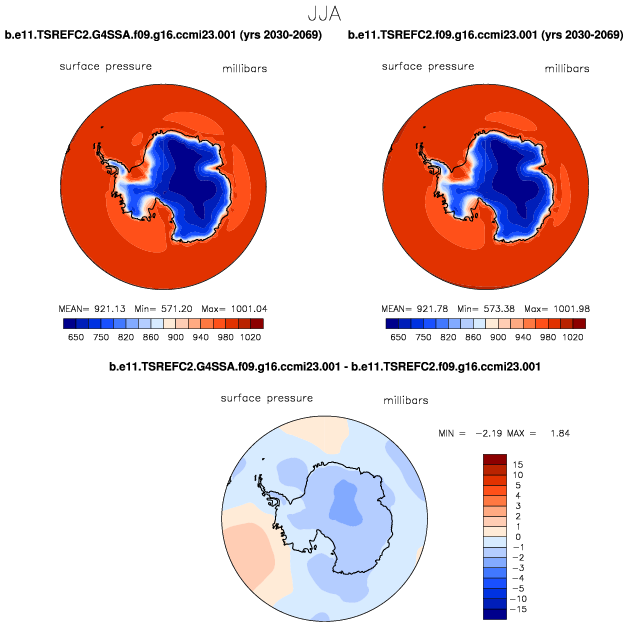 JJA
b.e11.TSREFC2.G4SSA.f09.g16.ccmi23.001 (yrs 2030-2069)
b.e11.TSREFC2.f09.g16.ccmi23.001 (yrs 2030-2069)
surface pressure millibars
surface pressure millibars
MEAN= 921.13 Min= 571.20 Max= 1001.04
MEAN= 921.78 Min= 573.38 Max= 1001.98
650 750 820 860 900 940 980 1020
650 750 820 860 900 940 980 1020
b.e11.TSREFC2.G4SSA.f09.g16.ccmi23.001 - b.e11.TSREFC2.f09.g16.ccmi23.001
surface pressure millibars
MIN = -2.19 MAX = 1.84
15
10
5
4
3
2
1
0
-1
-2
-3
-4
-5
-10
-15